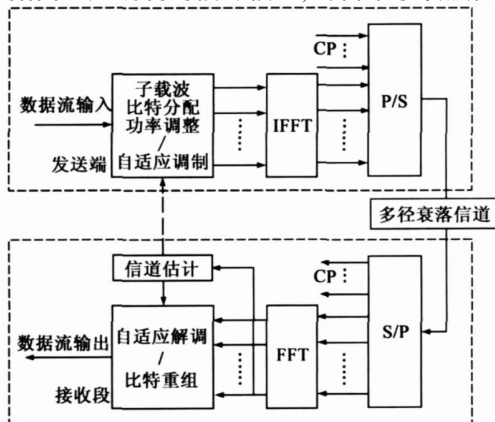 CP
数据流输入
子载波
比特分配
功率调整
/
自适应调制
IFFT
P/S
发送端
多径衰落信道
信道估计
CP
数据流输出
自适应解调
/
比特重组
FFT
S/P
接收段